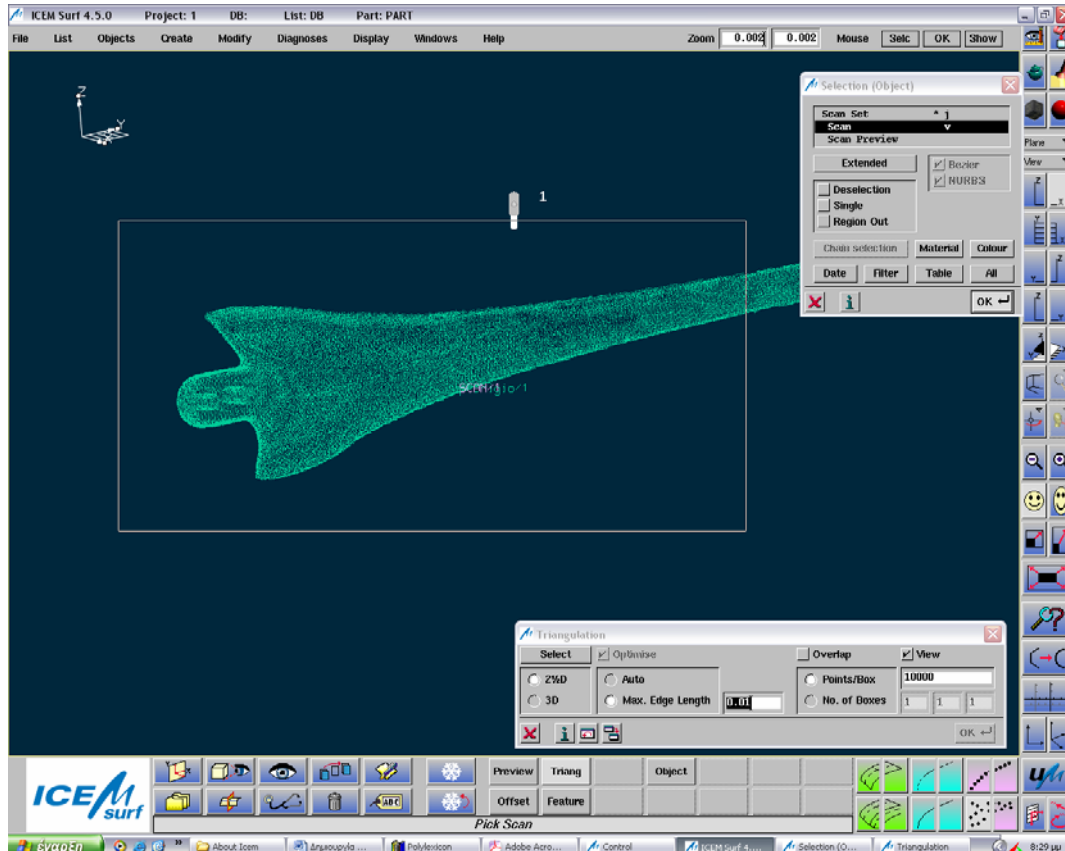 ICEM Surf 4.5.0 Project: 1 DB: List: DB Part: PART
File List Objects Create Modify Diagnoses Display Windows Help Zoom 0.002 0.002 Mouse Selc OK Show
Z
Y
1
Selection (Object)
Scan Set * j
Scan v
Scan Preview
Extended
Bezier
NURBS
Deselection
Single
Region Out
Chain selection Material Colour
Date Filter Table All
OK
Plane
View
Triangulation
Select Optimise Overlap View
2½D Auto Points/Box 10000
3D Max. Edge Length 0.01 No. of Boxes 1 1 1
OK
ICEM surf
ABC
Preview Triang Object
Offset Feature
Pick Scan
έναρξη About Icem Δημιουργία ... Polylexicon Adobe Acro... Control ICEM Surf 4.... Selection (O... Triangulation 8:29 μμ